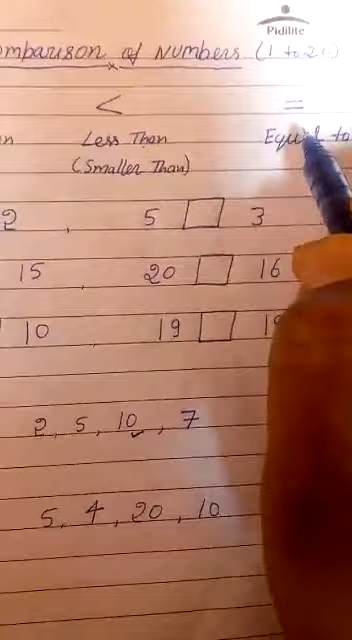 Pidilite
omparison of Numbers (1 to 20)
< =
n Less Than Equal to
(Smaller Than)
2 , 5 □ 3
15 , 20 □ 16
10 , 19 □ 19
2, 5, 10, 7
5, 4, 20, 10